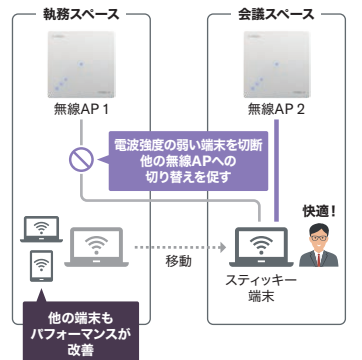 執務スペース
会議スペース
無線AP 1
無線AP 2
電波強度の弱い端末を切断
他の無線APへの
切り替えを促す
快適！
移動
スティッキー
端末
他の端末も
パフォーマンスが
改善